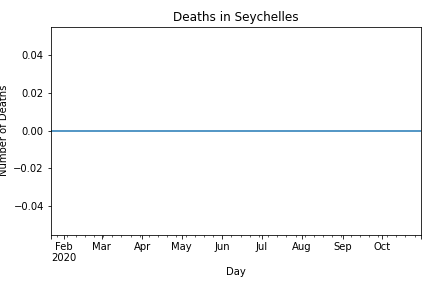 Deaths in Seychelles
Number of Deaths
0.04
0.02
0.00
−0.02
−0.04
Feb Mar Apr May Jun Jul Aug Sep Oct
2020
Day